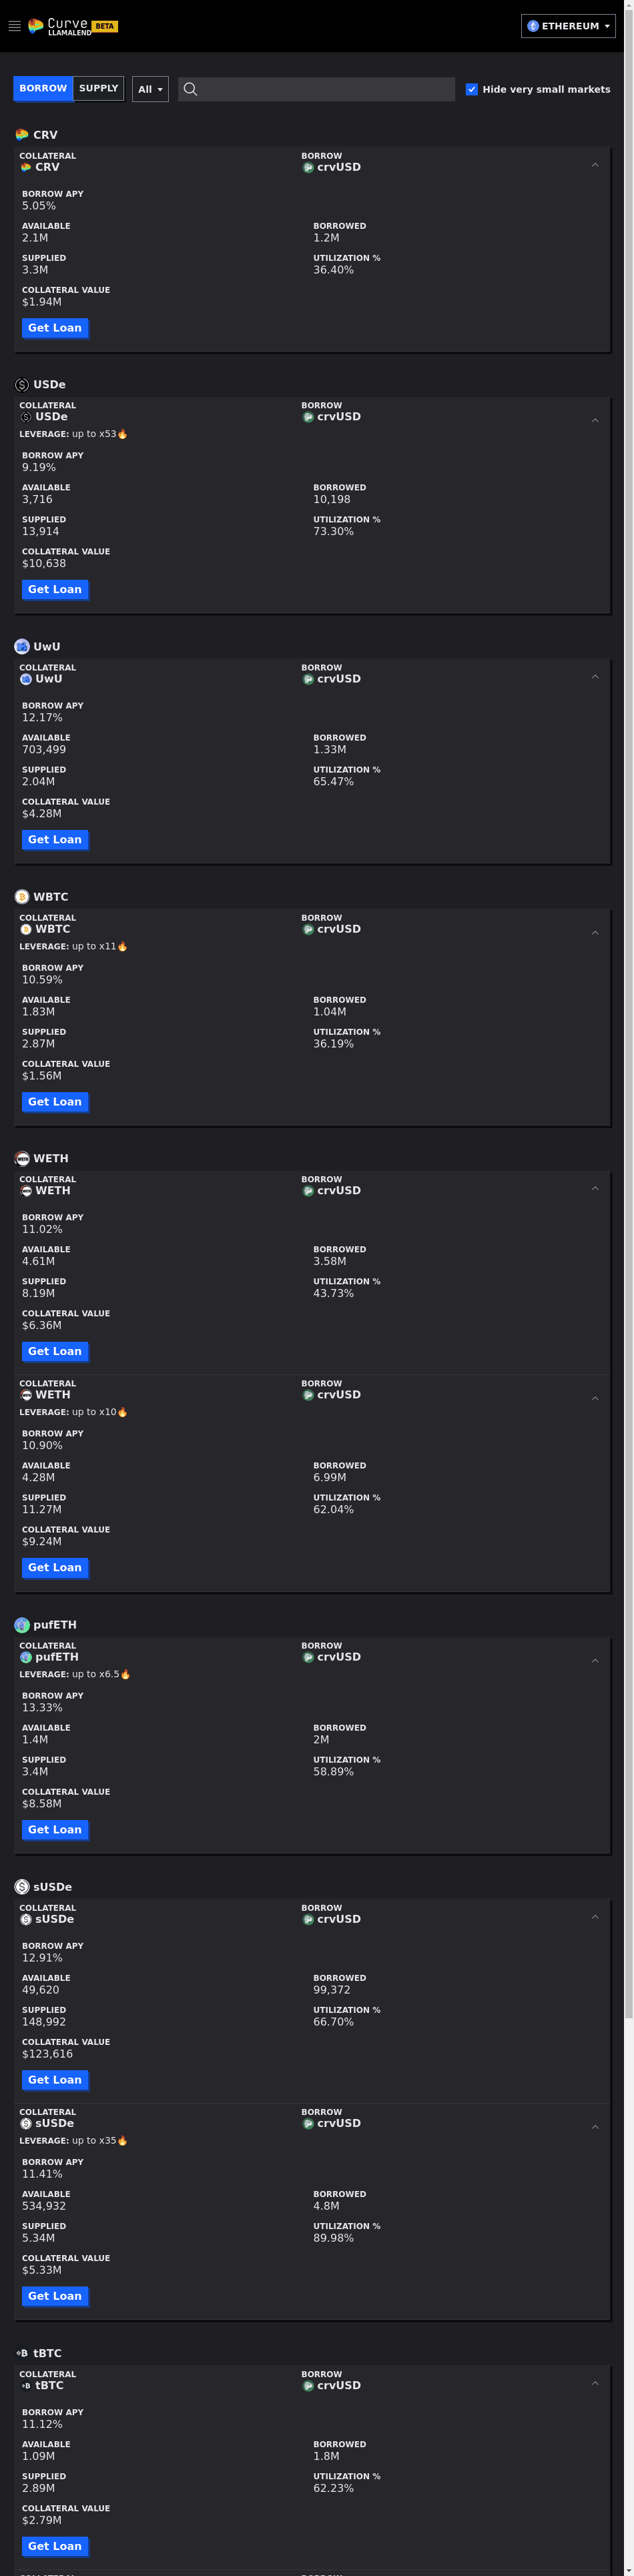 Curve
LLAMALEND BETA
ETHEREUM
BORROW SUPPLY All Hide very small markets
CRV
COLLATERAL BORROW
CRV crvUSD
BORROW APY
5.05%
AVAILABLE BORROWED
2.1M 1.2M
SUPPLIED UTILIZATION %
3.3M 36.40%
COLLATERAL VALUE
$1.94M
Get Loan
USDe
COLLATERAL BORROW
USDe crvUSD
LEVERAGE: up to x53🔥
BORROW APY
9.19%
AVAILABLE BORROWED
3,716 10,198
SUPPLIED UTILIZATION %
13,914 73.30%
COLLATERAL VALUE
$10,638
Get Loan
UwU
COLLATERAL BORROW
UwU crvUSD
BORROW APY
12.17%
AVAILABLE BORROWED
703,499 1.33M
SUPPLIED UTILIZATION %
2.04M 65.47%
COLLATERAL VALUE
$4.28M
Get Loan
WBTC
COLLATERAL BORROW
WBTC crvUSD
LEVERAGE: up to x11🔥
BORROW APY
10.59%
AVAILABLE BORROWED
1.83M 1.04M
SUPPLIED UTILIZATION %
2.87M 36.19%
COLLATERAL VALUE
$1.56M
Get Loan
WETH
COLLATERAL BORROW
WETH crvUSD
BORROW APY
11.02%
AVAILABLE BORROWED
4.61M 3.58M
SUPPLIED UTILIZATION %
8.19M 43.73%
COLLATERAL VALUE
$6.36M
Get Loan
COLLATERAL BORROW
WETH crvUSD
LEVERAGE: up to x10🔥
BORROW APY
10.90%
AVAILABLE BORROWED
4.28M 6.99M
SUPPLIED UTILIZATION %
11.27M 62.04%
COLLATERAL VALUE
$9.24M
Get Loan
pufETH
COLLATERAL BORROW
pufETH crvUSD
LEVERAGE: up to x6.5🔥
BORROW APY
13.33%
AVAILABLE BORROWED
1.4M 2M
SUPPLIED UTILIZATION %
3.4M 58.89%
COLLATERAL VALUE
$8.58M
Get Loan
sUSDe
COLLATERAL BORROW
sUSDe crvUSD
BORROW APY
12.91%
AVAILABLE BORROWED
49,620 99,372
SUPPLIED UTILIZATION %
148,992 66.70%
COLLATERAL VALUE
$123,616
Get Loan
COLLATERAL BORROW
sUSDe crvUSD
LEVERAGE: up to x35🔥
BORROW APY
11.41%
AVAILABLE BORROWED
534,932 4.8M
SUPPLIED UTILIZATION %
5.34M 89.98%
COLLATERAL VALUE
$5.33M
Get Loan
tBTC
COLLATERAL BORROW
tBTC crvUSD
BORROW APY
11.12%
AVAILABLE BORROWED
1.09M 1.8M
SUPPLIED UTILIZATION %
2.89M 62.23%
COLLATERAL VALUE
$2.79M
Get Loan